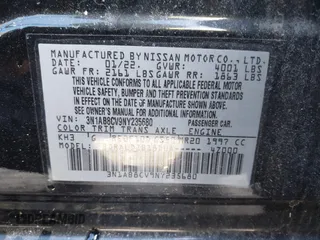 MANUFACTURED BY NISSAN MOTOR CO., LTD.
DATE: 01/22. GVWR: 4001 LBS
GAWR FR: 2161 LBS GAWR RR: 1863 LBS
THIS VEHICLE CONFORMS TO ALL APPLICABLE FEDERAL
MOTOR VEHICLE SAFETY, BUMPER AND THEFT PREVENTION
STANDARDS IN EFFECT ON THE DATE OF MANUFACTURE
SHOWN ABOVE.
SEE OWNER'S MANUAL FOR ADDITIONAL
INFORMATION.
VIN: 3N1AB8CV9NY235680 PASSENGER CAR.
COLOR TRIM TRANS AXLE ENGINE
KH3 G MR20 1997 CC
MODEL: 4Z000
3N1AB8CV9NY235680